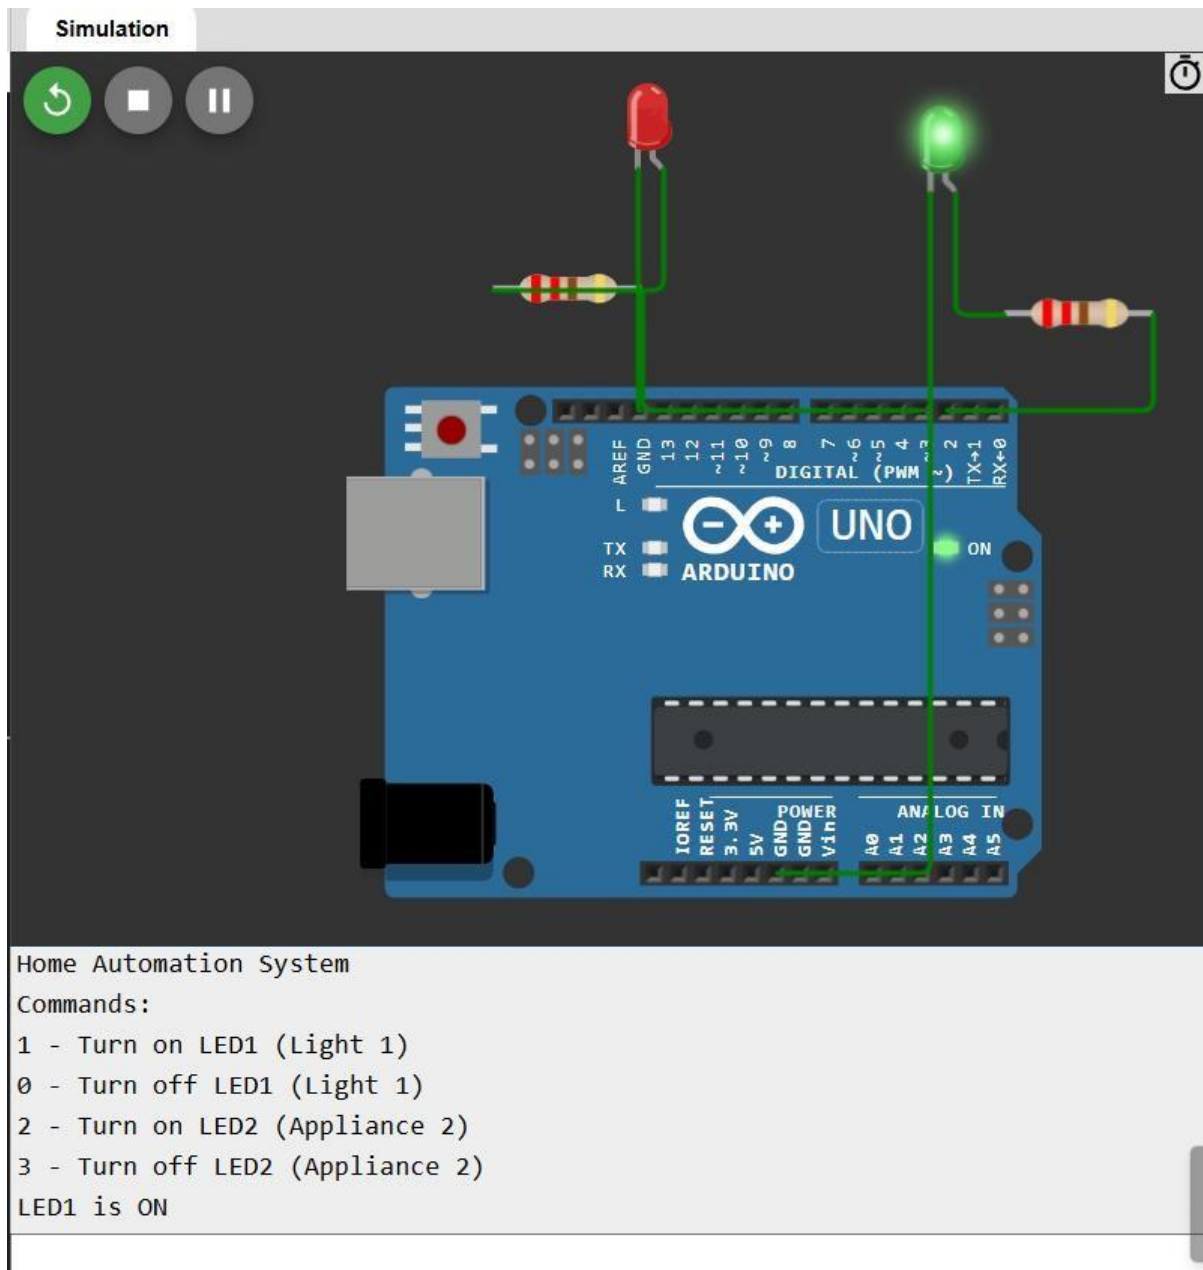 Simulation
AREF
GND
13
12
~11
~10
~9
8
7
~6
~5
4
~3
2
TX→1
RX←0
DIGITAL (PWM ~)
L
TX
RX
UNO
ON
ARDUINO
IOREF
RESET
3.3V
5V
GND
GND
Vin
POWER
ANALOG IN
A0
A1
A2
A3
A4
A5
Home Automation System
Commands:
1 - Turn on LED1 (Light 1)
0 - Turn off LED1 (Light 1)
2 - Turn on LED2 (Appliance 2)
3 - Turn off LED2 (Appliance 2)
LED1 is ON